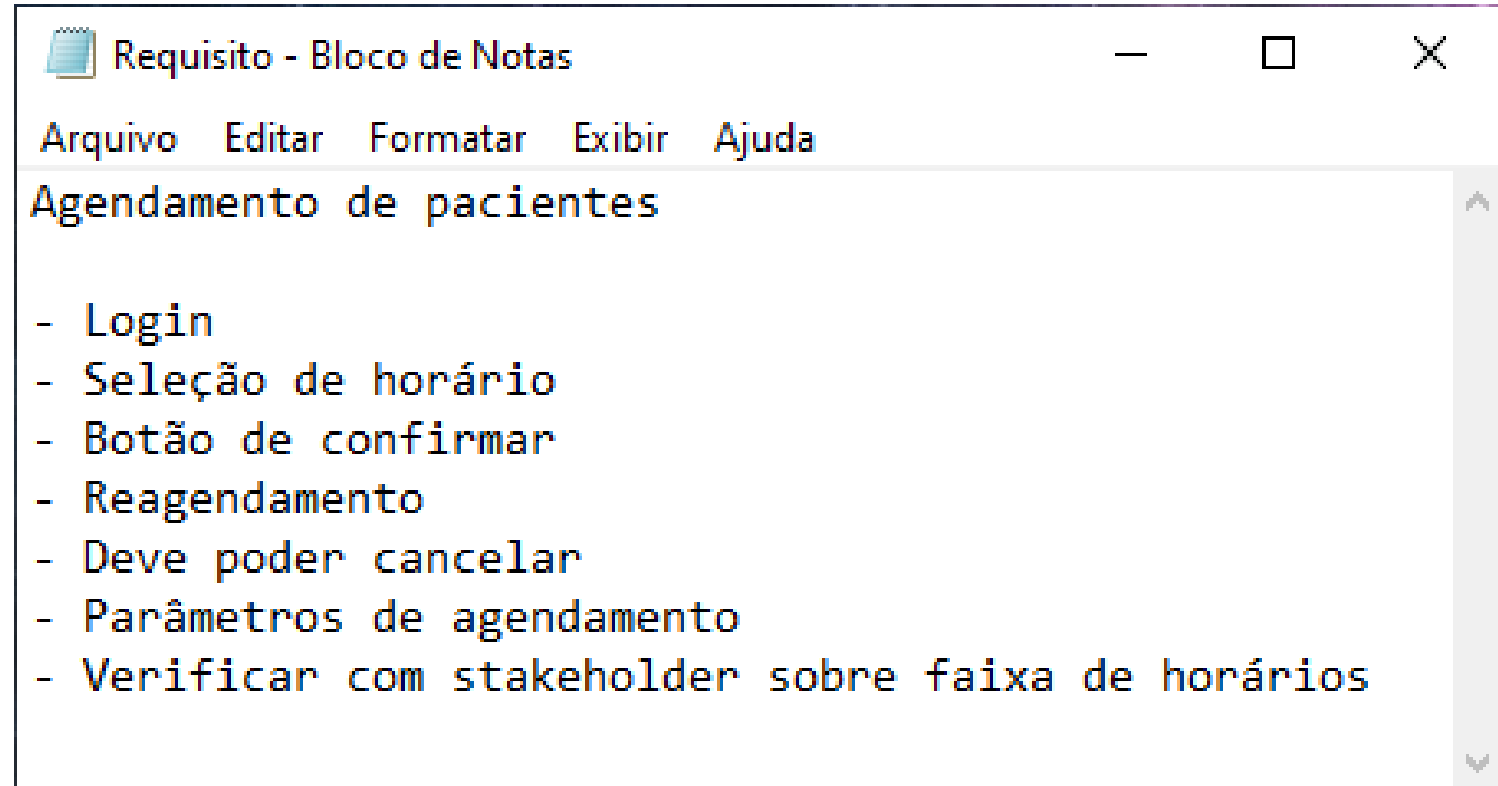 Requisito - Bloco de Notas
Arquivo Editar Formatar Exibir Ajuda
Agendamento de pacientes
- Login
- Seleção de horário
- Botão de confirmar
- Reagendamento
- Deve poder cancelar
- Parâmetros de agendamento
- Verificar com stakeholder sobre faixa de horários